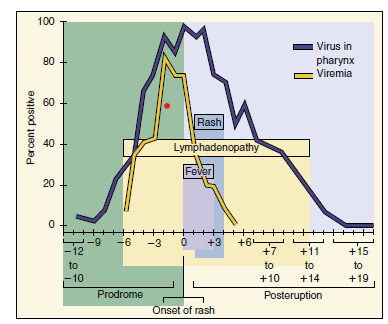 100
80
60
40
20
0
Percent positive
Virus in
pharynx
Viremia
Rash
Lymphadenopathy
Fever
−12
to
−10
−9
−6
−3
0
+3
+6
+7
to
+10
+11
to
+14
+15
to
+19
Prodrome
Posteruption
Onset of rash